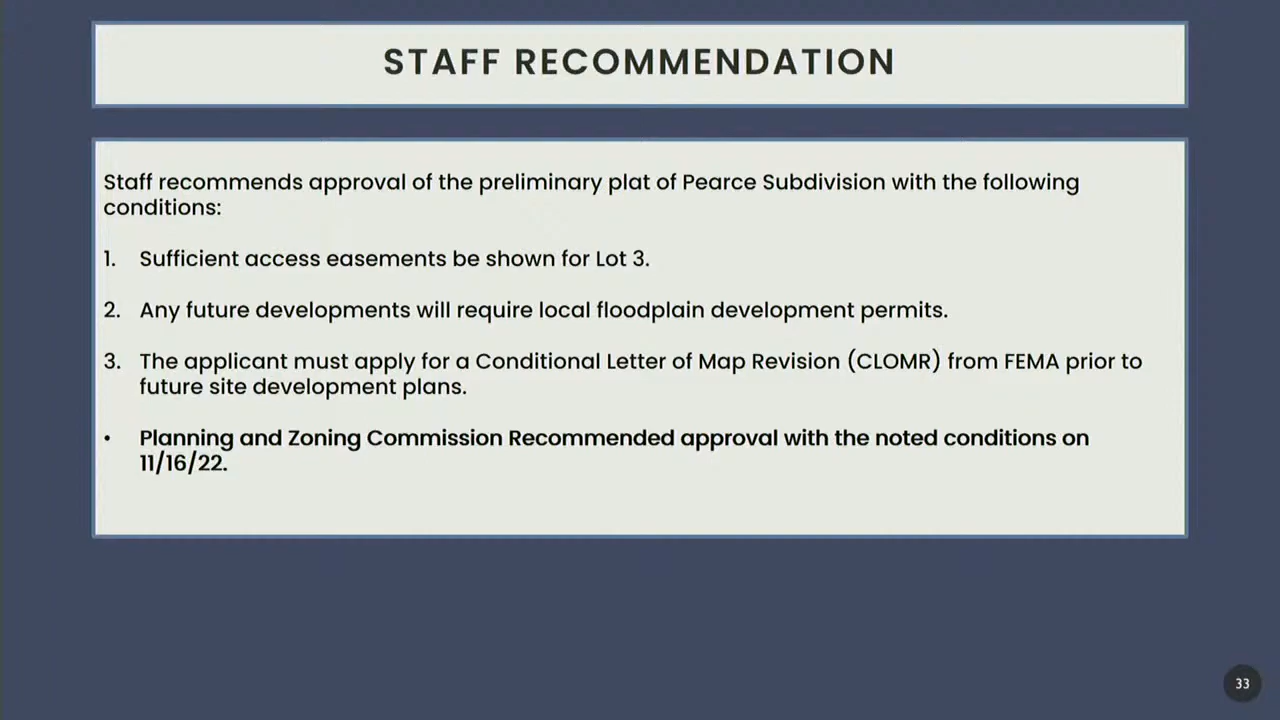 STAFF RECOMMENDATION
Staff recommends approval of the preliminary plat of Pearce Subdivision with the following
conditions:
1. Sufficient access easements be shown for Lot 3.
2. Any future developments will require local floodplain development permits.
3. The applicant must apply for a Conditional Letter of Map Revision (CLOMR) from FEMA prior to
future site development plans.
• Planning and Zoning Commission Recommended approval with the noted conditions on
11/16/22.
33